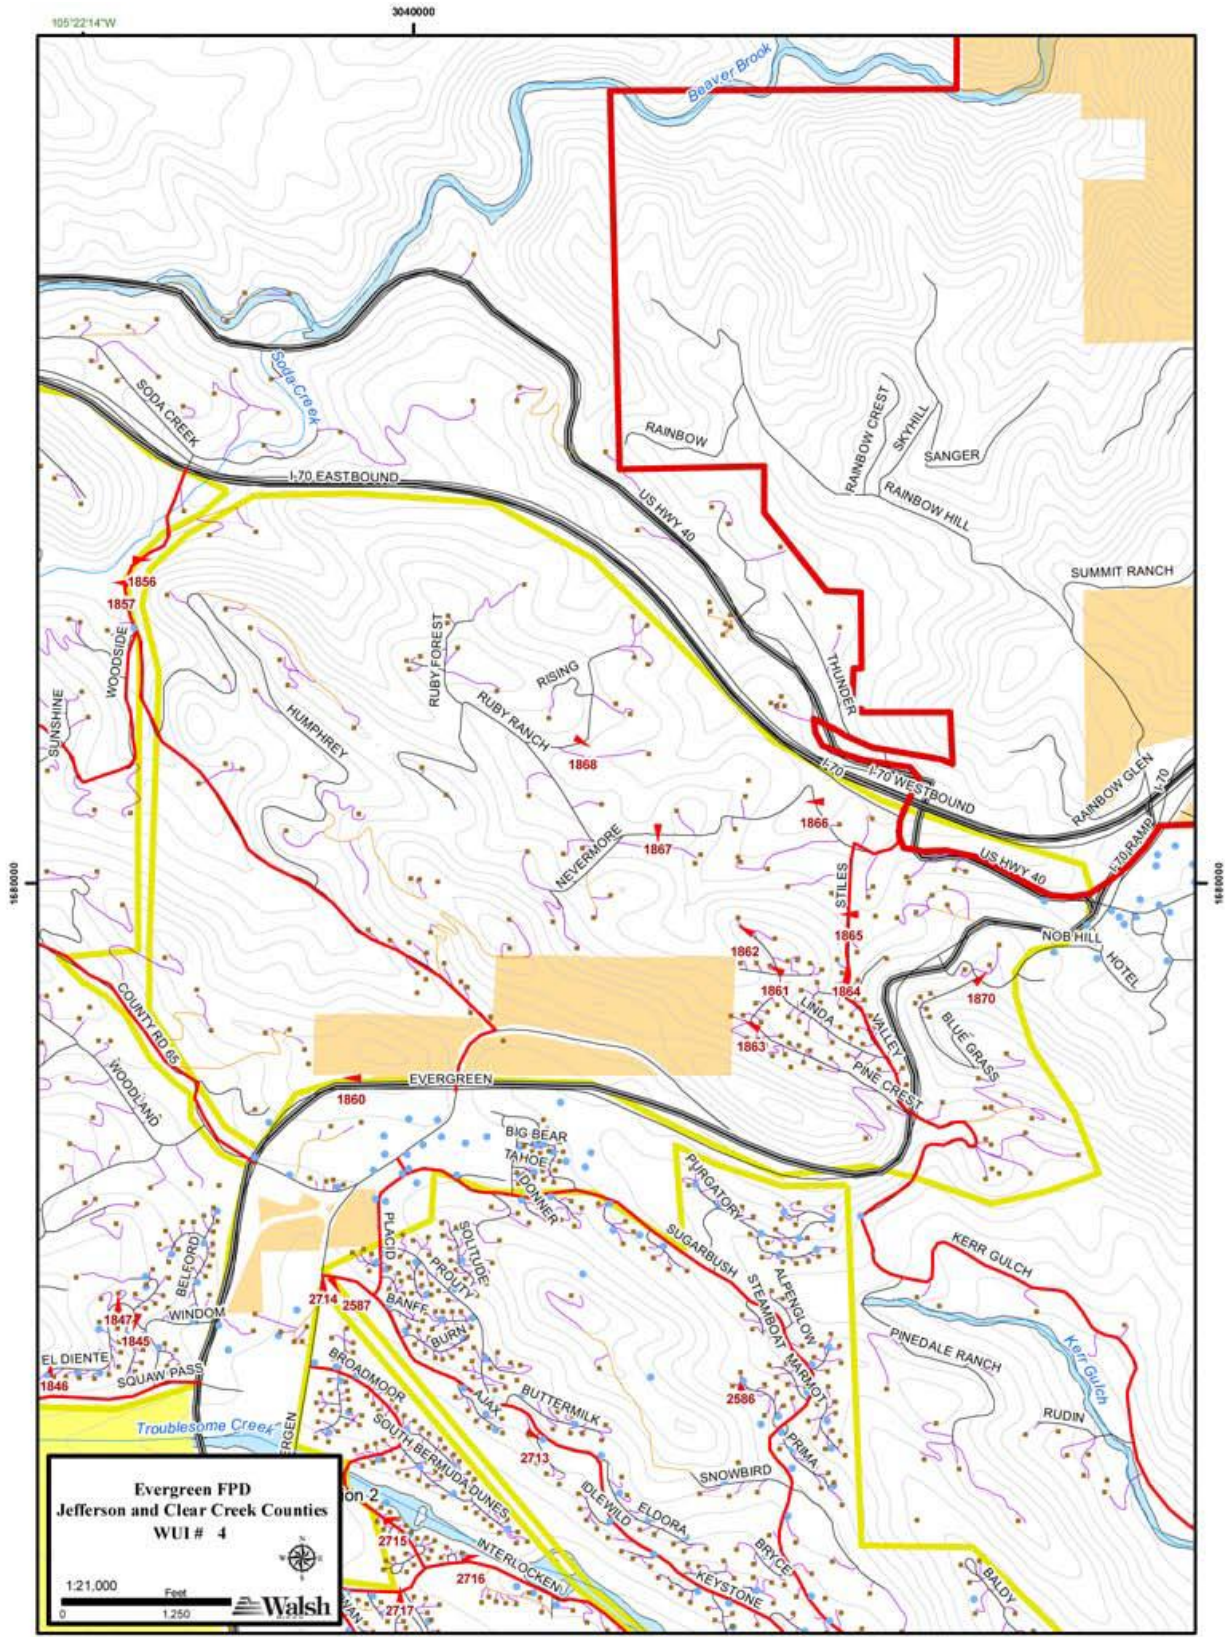 3040000
105°22'14"W
Beaver Brook
Soda Creek
SODA CREEK
RAINBOW
RAINBOW CREST
SKYHILL
SANGER
RAINBOW HILL
I-70 EASTBOUND
US HWY 40
SUMMIT RANCH
1856
1857
WOODSIDE
SUNSHINE
RUBY FOREST
RISING
THUNDER
HUMPHREY
RUBY RANCH
1868
I-70
I-70 WESTBOUND
RAINBOW GLEN
I-70
1866
I-70 RAMP
1867
NEVERMORE
US HWY 40
STILES
1680000
1680000
1865
1862
NOB HILL
HOTEL
1861
1864
1870
LINDA
COUNTY RD 65
VALLEY
BLUE GRASS
1863
WOODLAND
PINE CREST
EVERGREEN
1860
BIG BEAR
TAHOE
DONNER
PURGATORY
PLACID
SOLITUDE
SUGARBUSH
KERR GULCH
BELFORD
PROUTY
ALPENGLOW
STEAMBOAT
2714
2587
BANFF
WINDOM
1847
1845
BURN
PINEDALE RANCH
Kerr Gulch
EL DIENTE
1846
SQUAW PASS
BROADMOOR
MARMOT
AJAX
BUTTERMILK
2586
RUDIN
Troublesome Creek
ERGEN
SOUTH BERMUDA DUNES
2713
PRIMA
SNOWBIRD
IDLEWILD
ELDORA
on 2
2715
INTERLOCKEN
BRYCE
2716
KEYSTONE
BALDY
2717
Evergreen FPD
Jefferson and Clear Creek Counties
WUI # 4
N
W
E
S
1:21,000
Feet
0
1,250
Walsh